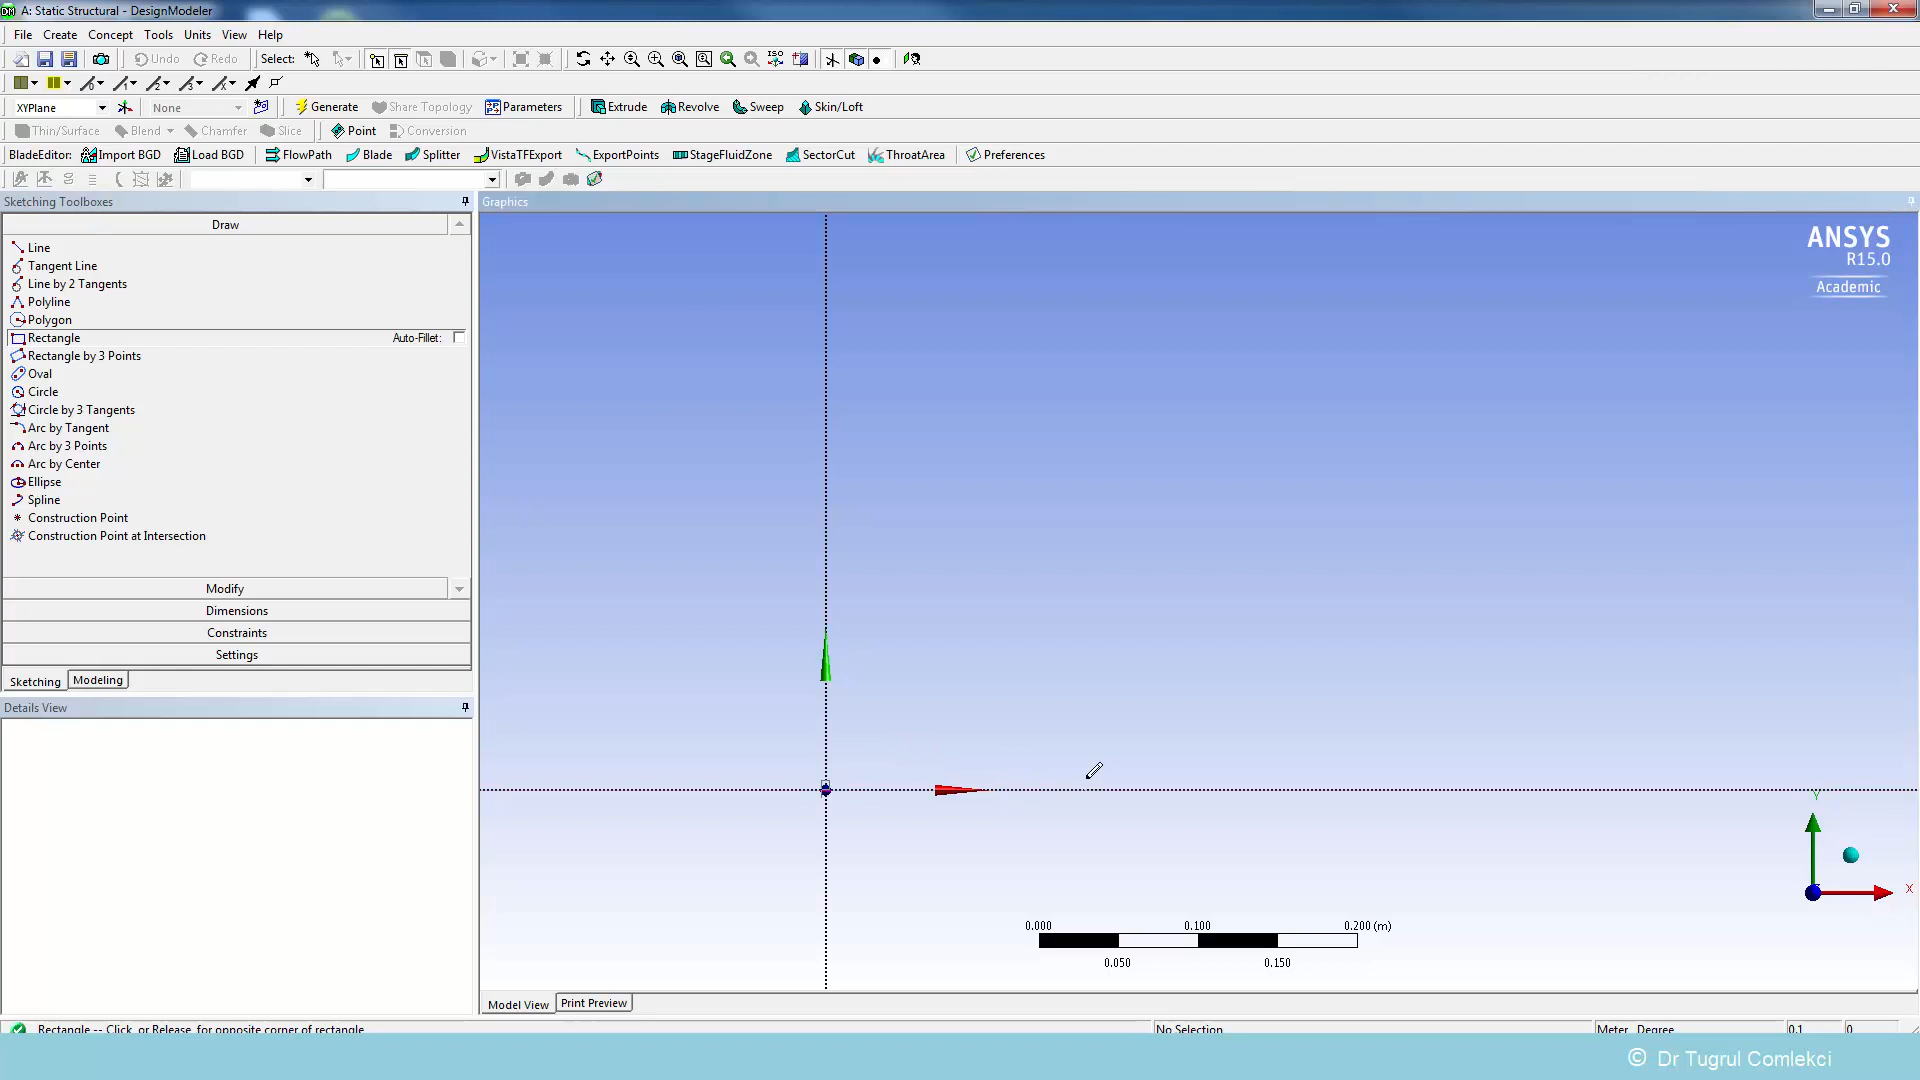 A: Static Structural - DesignModeler
File Create Concept Tools Units View Help
Undo Redo Select:
XYPlane None Generate Share Topology Parameters Extrude Revolve Sweep Skin/Loft
Thin/Surface Blend Chamfer Slice Point Conversion
BladeEditor: Import BGD Load BGD FlowPath Blade Splitter VistaTFExport ExportPoints StageFluidZone SectorCut ThroatArea Preferences
Sketching Toolboxes
Draw
Line
Tangent Line
Line by 2 Tangents
Polyline
Polygon
Rectangle Auto-Fillet:
Rectangle by 3 Points
Oval
Circle
Circle by 3 Tangents
Arc by Tangent
Arc by 3 Points
Arc by Center
Ellipse
Spline
Construction Point
Construction Point at Intersection
Modify
Dimensions
Constraints
Settings
Sketching Modeling
Details View
Graphics
ANSYS
R15.0
Academic
Y
X
0.000 0.100 0.200 (m)
0.050 0.150
Model View Print Preview
Rectangle -- Click, or Release, for opposite corner of rectangle
No Selection
Meter Degree 0.1 0
© Dr Tugrul Comlekci